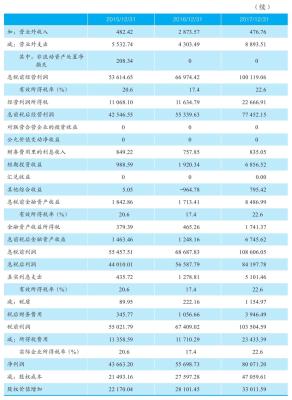 (续)
2015/12/31 2016/12/31 2017/12/31
加：营业外收入 482.42 2 873.57 476.76
减：营业外支出 5 532.74 4 303.49 8 893.51
其中：非流动资产处置净损失 208.34 0 0
息税前经营利润 53 614.65 66 974.42 100 119.06
有效所得税率（%） 20.6 17.4 22.6
经营利润所得税 11 068.10 11 634.79 22 666.91
息前税后经营利润 42 546.55 55 339.63 77 452.15
对联营合营企业的投资收益 0 0 0
公允价值变动净收益 0 0 0
财务费用里的利息收入 849.22 757.85 835.05
短期投资收益 988.59 1 920.34 6 856.52
汇兑收益 0 0 0.00
其他综合收益 5.05 -964.78 795.42
息税前金融资产收益 1 842.86 1 713.41 8 486.99
有效所得税率（%） 20.6 17.4 22.6
金融资产收益所得税 379.39 465.26 1 741.37
息前税后金融资产收益 1 463.46 1 248.16 6 745.62
息税前利润 55 457.51 68 687.83 108 606.05
息前税后利润 44 010.01 56 587.79 84 197.78
真实利息支出 435.72 1 278.81 5 101.46
有效所得税率（%） 20.6 17.4 22.6
减：税盾 89.95 222.16 1 154.97
税后财务费用 345.77 1 056.66 3 946.49
税前利润 55 021.79 67 409.02 103 504.59
减：所得税费用 11 358.59 11 710.29 23 433.39
实际企业所得税率（%） 20.6 17.4 22.6
净利润 43 663.20 55 698.73 80 071.20
减：股权成本 21 493.16 27 597.28 47 059.61
股权价值增加 22 170.04 28 101.45 33 011.59